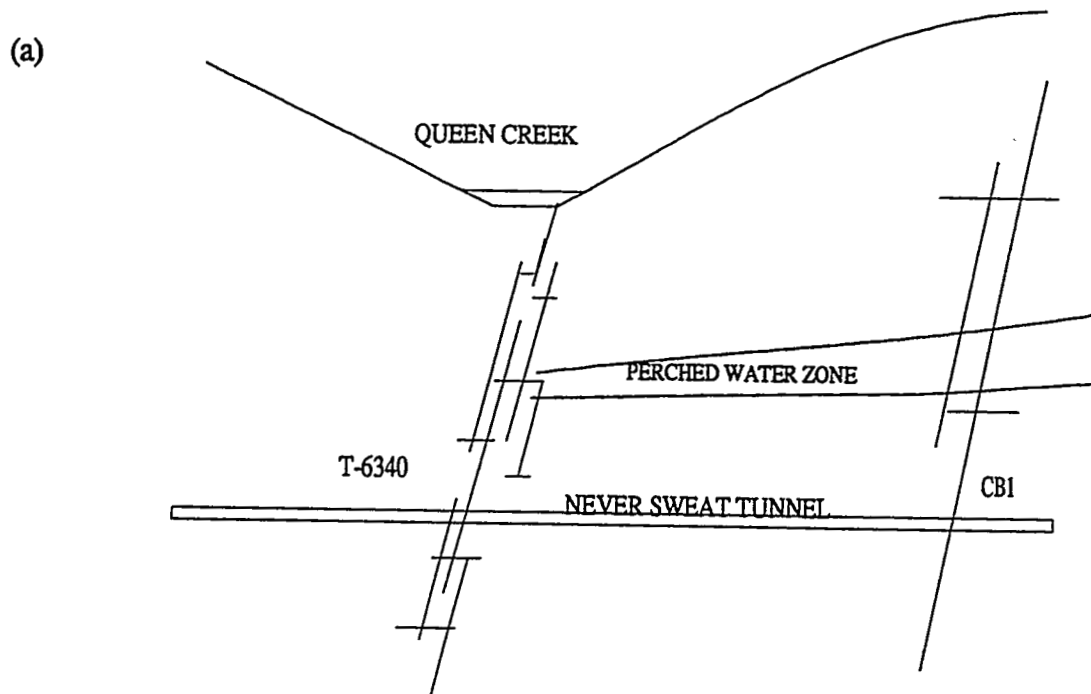 (a)
QUEEN CREEK
PERCHED WATER ZONE
T-6340
CB1
NEVER SWEAT TUNNEL